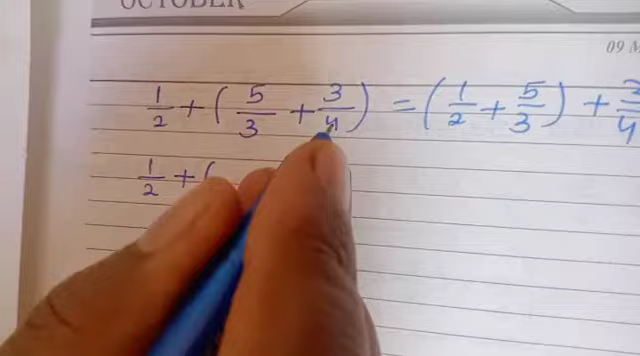 OCTOBER
09 M
1/2 + ( 5/3 + 3/4 ) = ( 1/2 + 5/3 ) + 3/4
1/2 + (